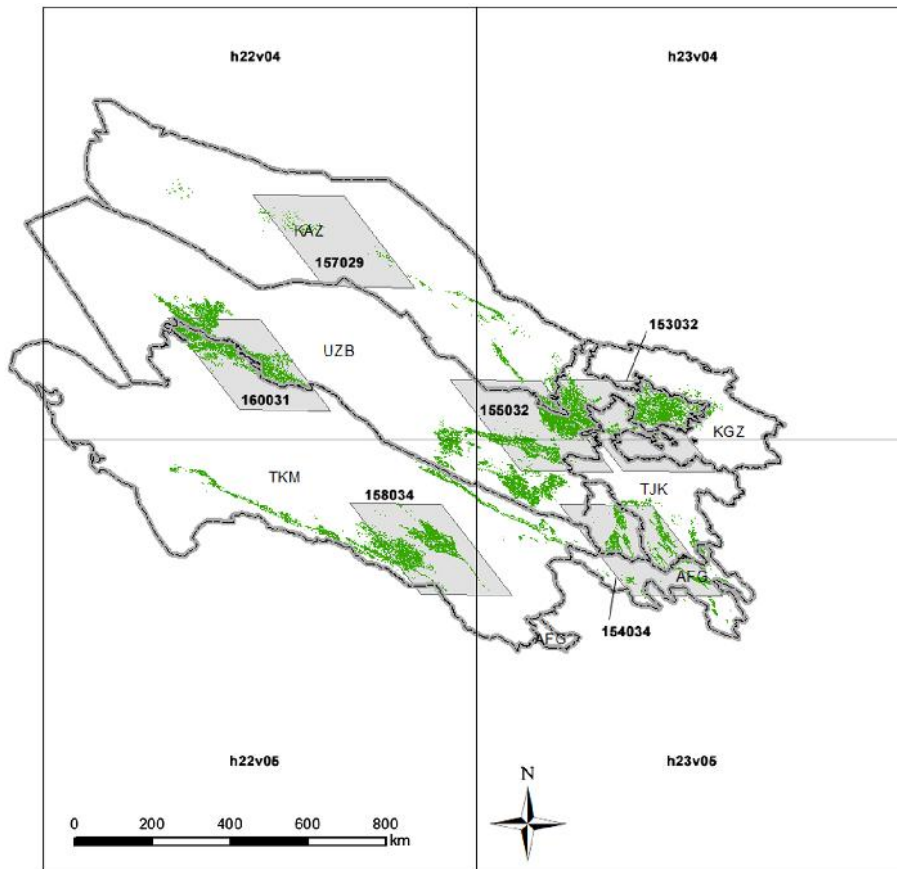 h22v04
h23v04
KAZ
157029
153032
UZB
160031
155032
KGZ
TKM
TJK
158034
AFG
154034
AFG
h22v05
h23v05
N
0 200 400 600 800
km